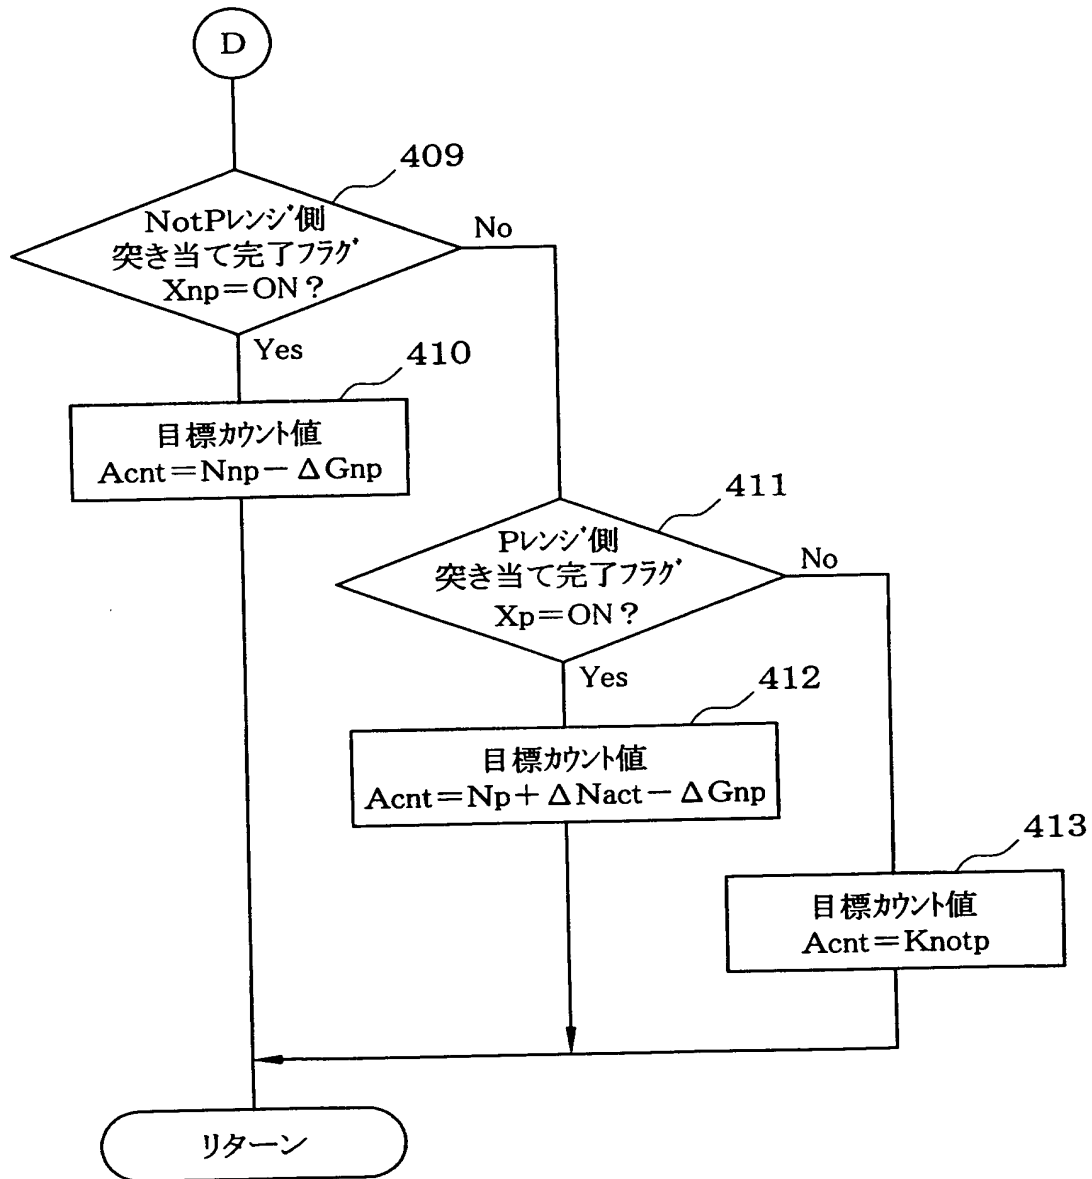 D
409
NotPレンジ側
突き当て完了フラグ
Xnp=ON?
No
Yes
410
目標カウント値
Acnt=Nnp-ΔGnp
411
Pレンジ側
突き当て完了フラグ
Xp=ON?
No
Yes
412
目標カウント値
Acnt=Np+ΔNact-ΔGnp
413
目標カウント値
Acnt=Knotp
リターン